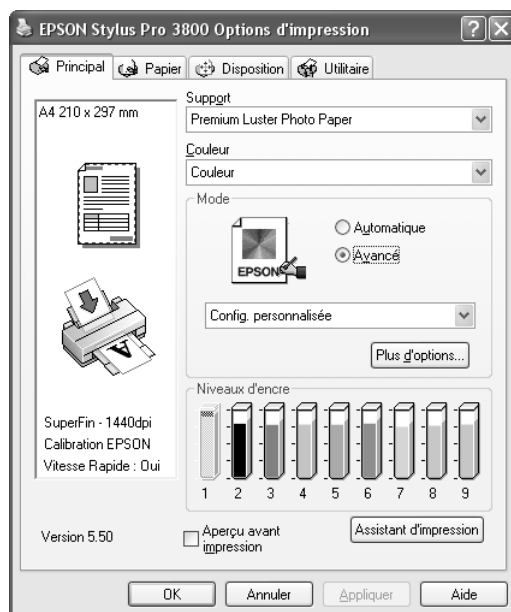 EPSON Stylus Pro 3800 Options d'impression
Principal Papier Disposition Utilitaire
A4 210 x 297 mm
Support
Premium Luster Photo Paper
Couleur
Couleur
Mode
EPSON
Automatique
Avancé
Config. personnalisée
Plus d'options...
Niveaux d'encre
1 2 3 4 5 6 7 8 9
SuperFin - 1440dpi
Calibration EPSON
Vitesse Rapide : Oui
Version 5.50
Aperçu avant
impression
Assistant d'impression
OK Annuler Appliquer Aide